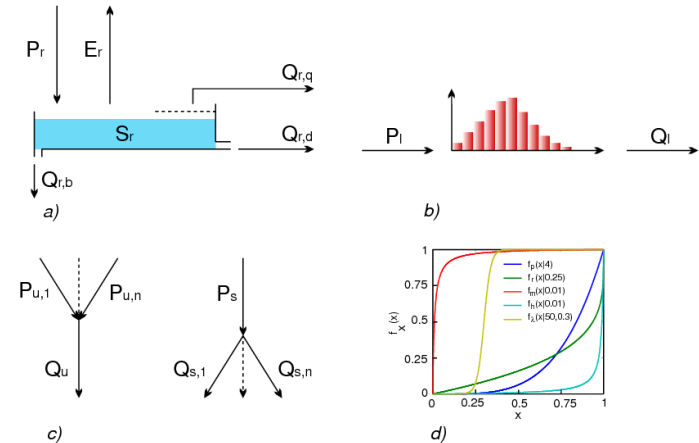 Pr
Er
Qr,q
Sr
Qr,d
Qr,b
a)
Pl
Ql
b)
Pu,1
Pu,n
Qu
Ps
Qs,1
Qs,n
c)
1
0.75
0.5
0.25
0
fx(x)
fp(x|4)
fr(x|0.25)
fm(x|0.01)
fh(x|0.01)
fλ(x|50,0.3)
0
0.25
0.5
0.75
1
x
d)